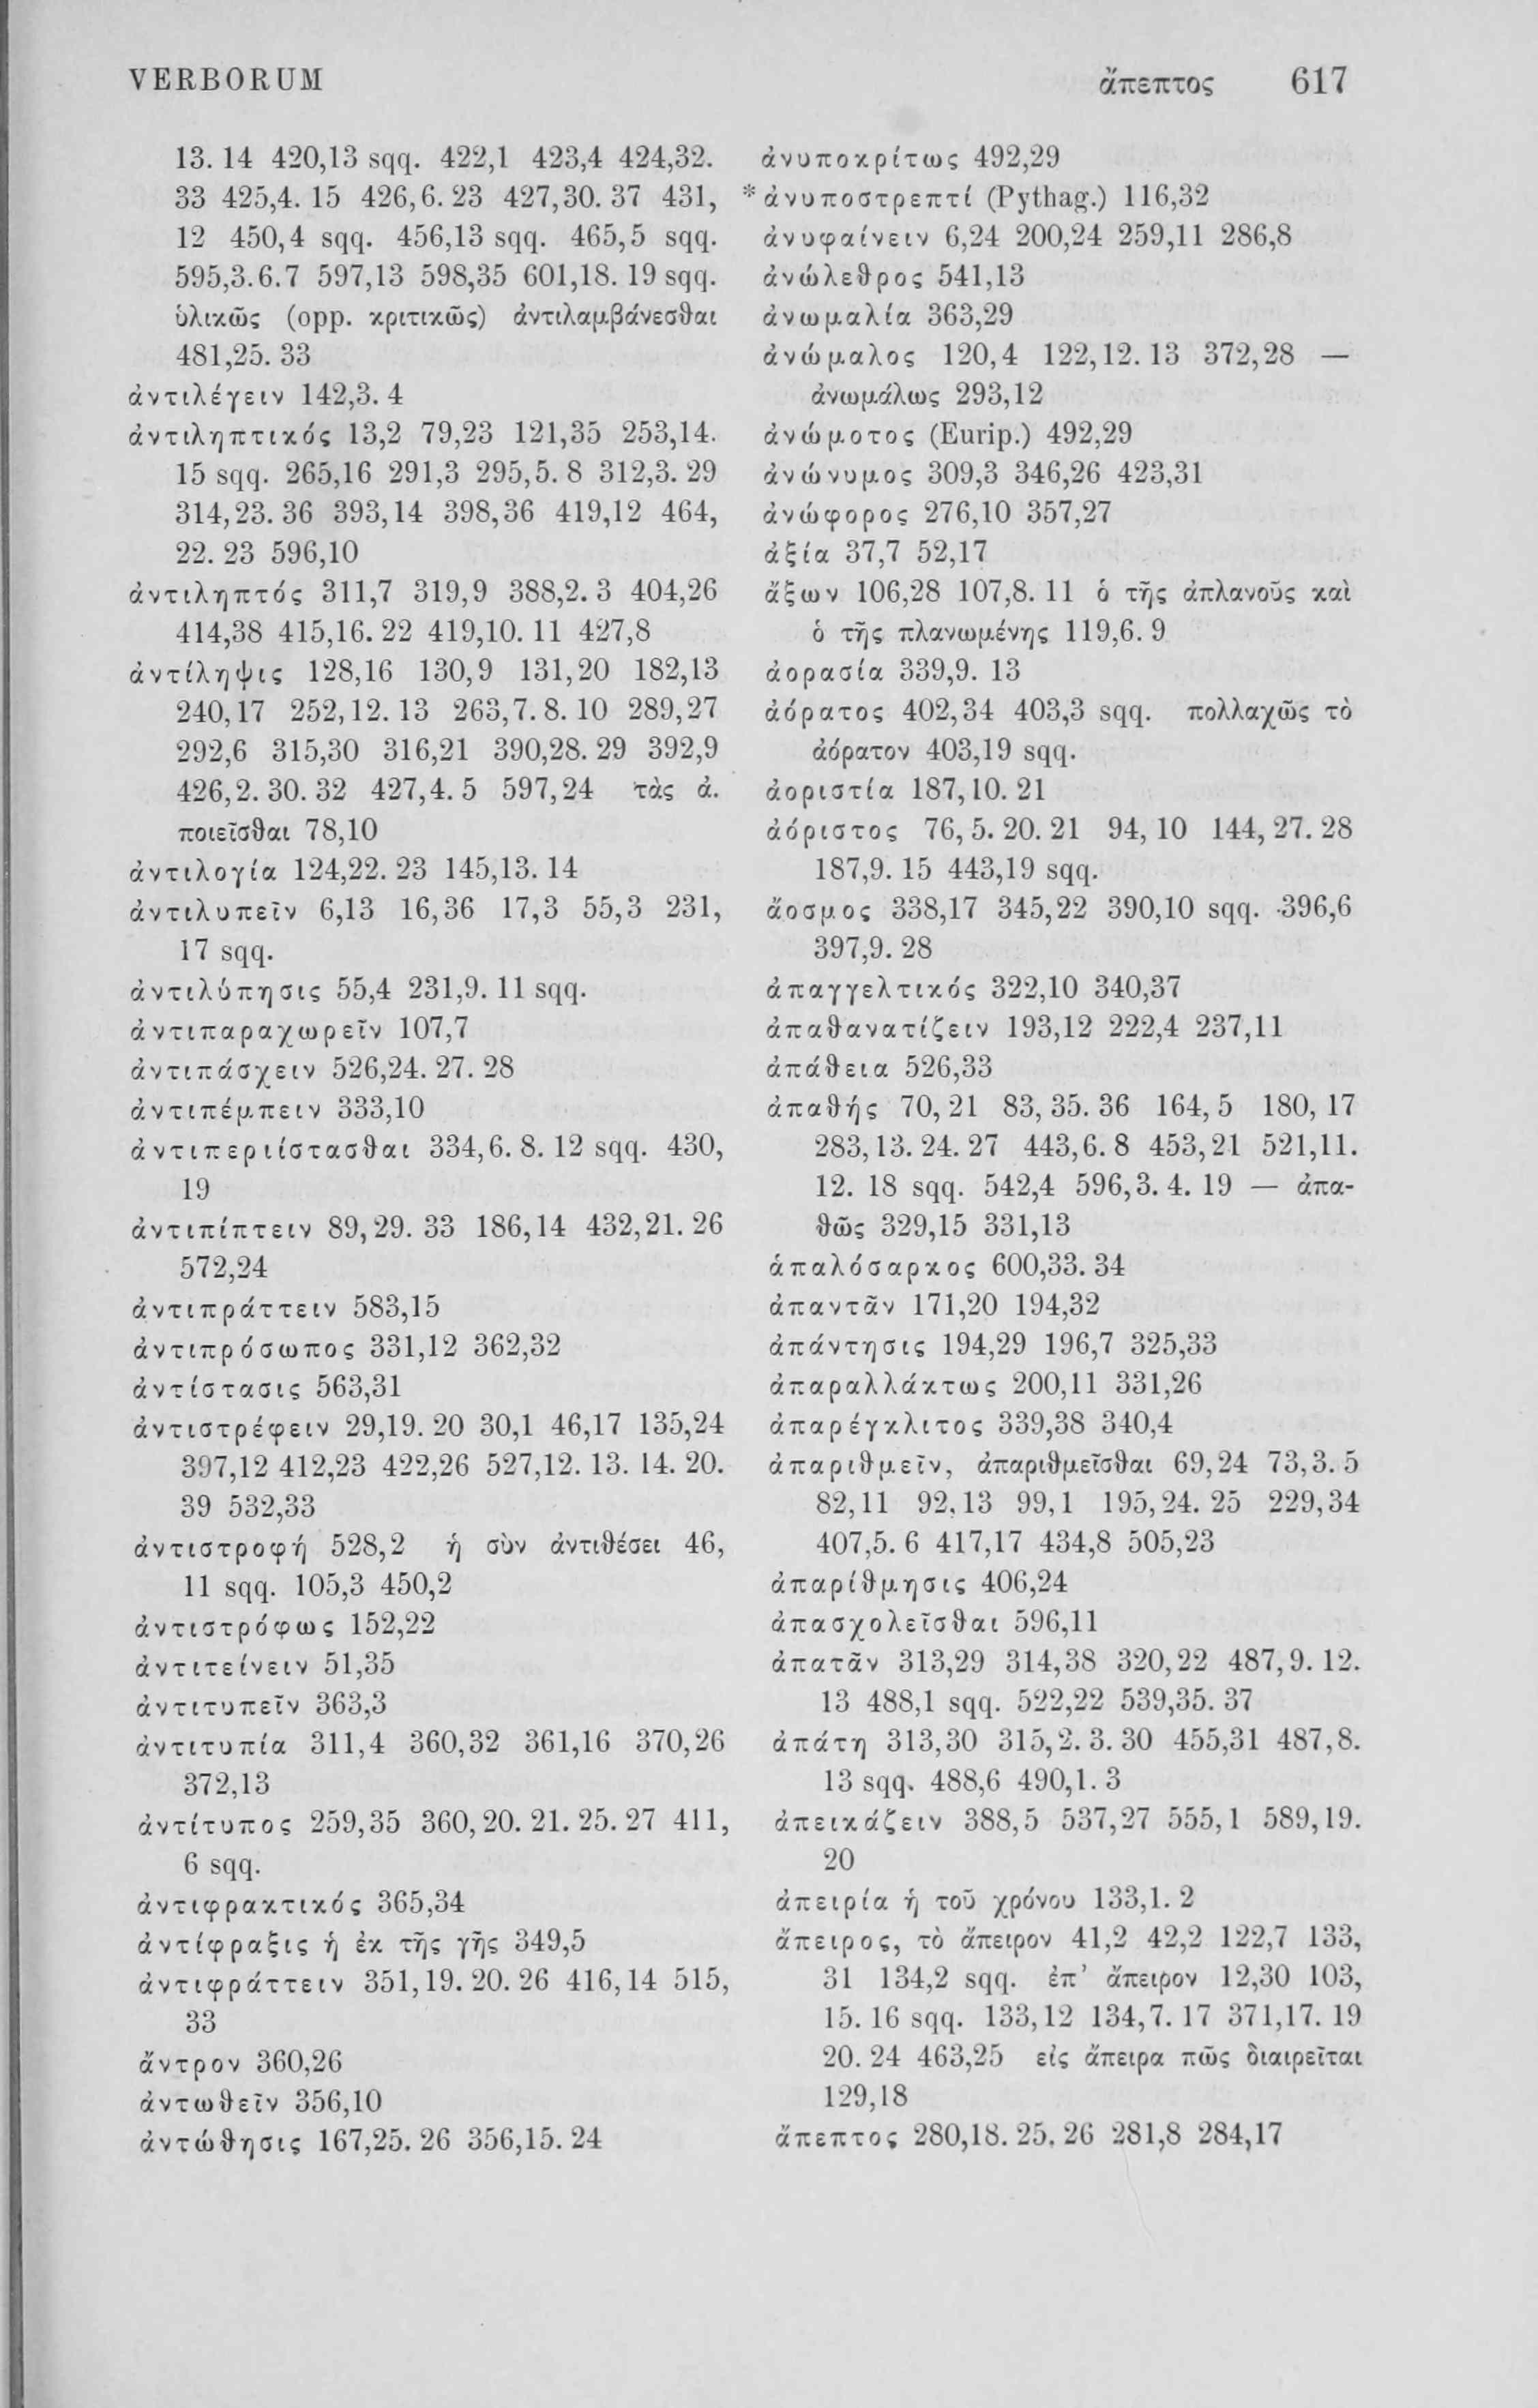 VERBORUM ἄπεπτος 617
13. 14 420,13 sqq. 422,1 423,4 424,32.
33 425,4. 15 426,6. 23 427,30. 37 431,
12 450,4 sqq. 456,13 sqq. 465,5 sqq.
595,3. 6. 7 597,13 598,35 601,18. 19 sqq.
ὑλικῶς (opp. κριτικῶς) ἀντιλαμβάνεσθαι
481,25. 33
ἀντιλέγειν 142,3. 4
ἀντιληπτικός 13,2 79,23 121,35 253,14.
15 sqq. 265,16 291,3 295,5. 8 312,3. 29
314,23. 36 393,14 398,36 419,12 464,
22. 23 596,10
ἀντιληπτός 311,7 319,9 388,2. 3 404,26
414,38 415,16. 22 419,10. 11 427,8
ἀντίληψις 128,16 130,9 131,20 182,13
240,17 252,12. 13 263,7. 8. 10 289,27
292,6 315,30 316,21 390,28. 29 392,9
426,2. 30. 32 427,4. 5 597,24 τὰς ἀ.
ποιεῖσθαι 78,10
ἀντιλογία 124,22. 23 145,13. 14
ἀντιλυπεῖν 6,13 16,36 17,3 55,3 231,
17 sqq.
ἀντιλύπησις 55,4 231,9. 11 sqq.
ἀντιπαραχωρεῖν 107,7
ἀντιπάσχειν 526,24. 27. 28
ἀντιπέμπειν 333,10
ἀντιπεριίστασθαι 334,6. 8. 12 sqq. 430,
19
ἀντιπίπτειν 89,29. 33 186,14 432,21. 26
572,24
ἀντιπράττειν 583,15
ἀντιπρόσωπος 331,12 362,32
ἀντίστασις 563,31
ἀντιστρέφειν 29,19. 20 30,1 46,17 135,24
397,12 412,23 422,26 527,12. 13. 14. 20.
39 532,33
ἀντιστροφή 528,2 ἡ σὺν ἀντιθέσει 46,
11 sqq. 105,3 450,2
ἀντιστρόφως 152,22
ἀντιτείνειν 51,35
ἀντιτυπεῖν 363,3
ἀντιτυπία 311,4 360,32 361,16 370,26
372,13
ἀντίτυπος 259,35 360,20. 21. 25. 27 411,
6 sqq.
ἀντιφρακτικός 365,34
ἀντίφραξις ἡ ἐκ τῆς γῆς 349,5
ἀντιφράττειν 351,19. 20. 26 416,14 515,
33
ἄντρον 360,26
ἀντωθεῖν 356,10
ἀντώθησις 167,25. 26 356,15. 24
ἀνυποκρίτως 492,29
*ἀνυποστρεπτί (Pythag.) 116,32
ἀνυφαίνειν 6,24 200,24 259,11 286,8
ἀνώλεθρος 541,13
ἀνωμαλία 363,29
ἀνώμαλος 120,4 122,12. 13 372,28 —
ἀνωμάλως 293,12
ἀνώμοτος (Eurip.) 492,29
ἀνώνυμος 309,3 346,26 423,31
ἀνώφορος 276,10 357,27
ἀξία 37,7 52,17
ἄξων 106,28 107,8. 11 ὁ τῆς ἀπλανοῦς καὶ
ὁ τῆς πλανωμένης 119,6. 9
ἀορασία 339,9. 13
ἀόρατος 402,34 403,3 sqq. πολλαχῶς τὸ
ἀόρατον 403,19 sqq.
ἀοριστία 187,10. 21
ἀόριστος 76,5. 20. 21 94,10 144,27. 28
187,9. 15 443,19 sqq.
ἄοσμος 338,17 345,22 390,10 sqq. 396,6
397,9. 28
ἀπαγγελτικός 322,10 340,37
ἀπαθανατίζειν 193,12 222,4 237,11
ἀπάθεια 526,33
ἀπαθής 70,21 83,35. 36 164,5 180,17
283,13. 24. 27 443,6. 8 453,21 521,11.
12. 18 sqq. 542,4 596,3. 4. 19 — ἀπα-
θῶς 329,15 331,13
ἁπαλόσαρκος 600,33. 34
ἀπαντᾶν 171,20 194,32
ἀπάντησις 194,29 196,7 325,33
ἀπαραλλάκτως 200,11 331,26
ἀπαρέγκλιτος 339,38 340,4
ἀπαριθμεῖν, ἀπαριθμεῖσθαι 69,24 73,3. 5
82,11 92,13 99,1 195,24. 25 229,34
407,5. 6 417,17 434,8 505,23
ἀπαρίθμησις 406,24
ἀπασχολεῖσθαι 596,11
ἀπατᾶν 313,29 314,38 320,22 487,9. 12.
13 488,1 sqq. 522,22 539,35. 37
ἀπάτη 313,30 315,2. 3. 30 455,31 487,8.
13 sqq. 488,6 490,1. 3
ἀπεικάζειν 388,5 537,27 555,1 589,19.
20
ἀπειρία ἡ τοῦ χρόνου 133,1. 2
ἄπειρος, τὸ ἄπειρον 41,2 42,2 122,7 133,
31 134,2 sqq. ἐπ’ ἄπειρον 12,30 103,
15. 16 sqq. 133,12 134,7. 17 371,17. 19
20. 24 463,25 εἰς ἄπειρα πῶς διαιρεῖται
129,18
ἄπεπτος 280,18. 25. 26 281,8 284,17